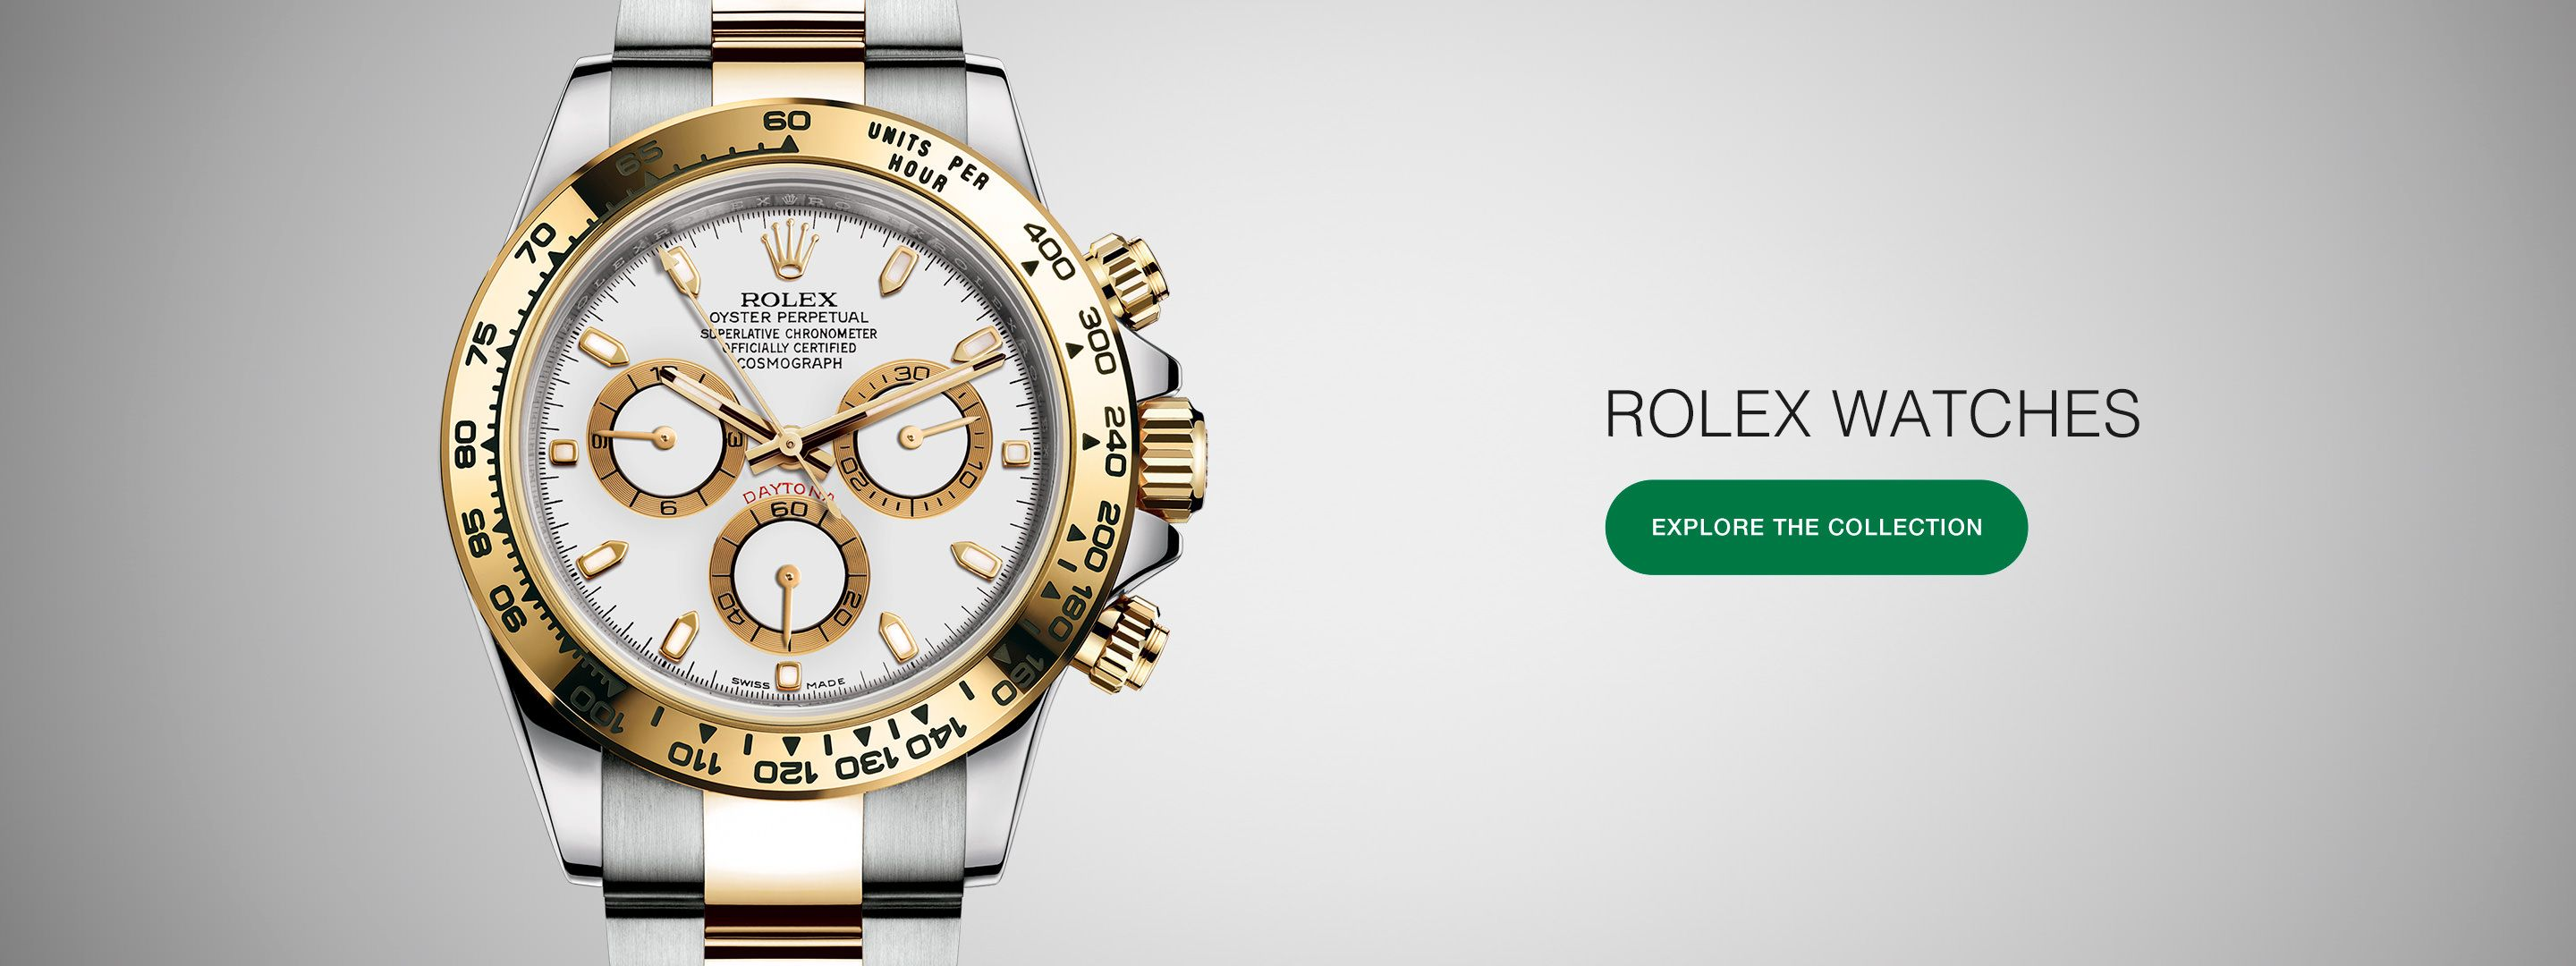 60
UNITS PER
HOUR
65
400
70
300
75
240
80
200
85
180
90
160
100
140
110
130
120
ROLEX
OYSTER PERPETUAL
SUPERLATIVE CHRONOMETER
OFFICIALLY CERTIFIED
COSMOGRAPH
30
3
10
20
6
DAYTONA
60
40
20
SWISS MADE
ROLEX WATCHES
EXPLORE THE COLLECTION